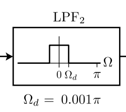 LPF₂
Ω
0 Ω_d π
Ω_d = 0.001π